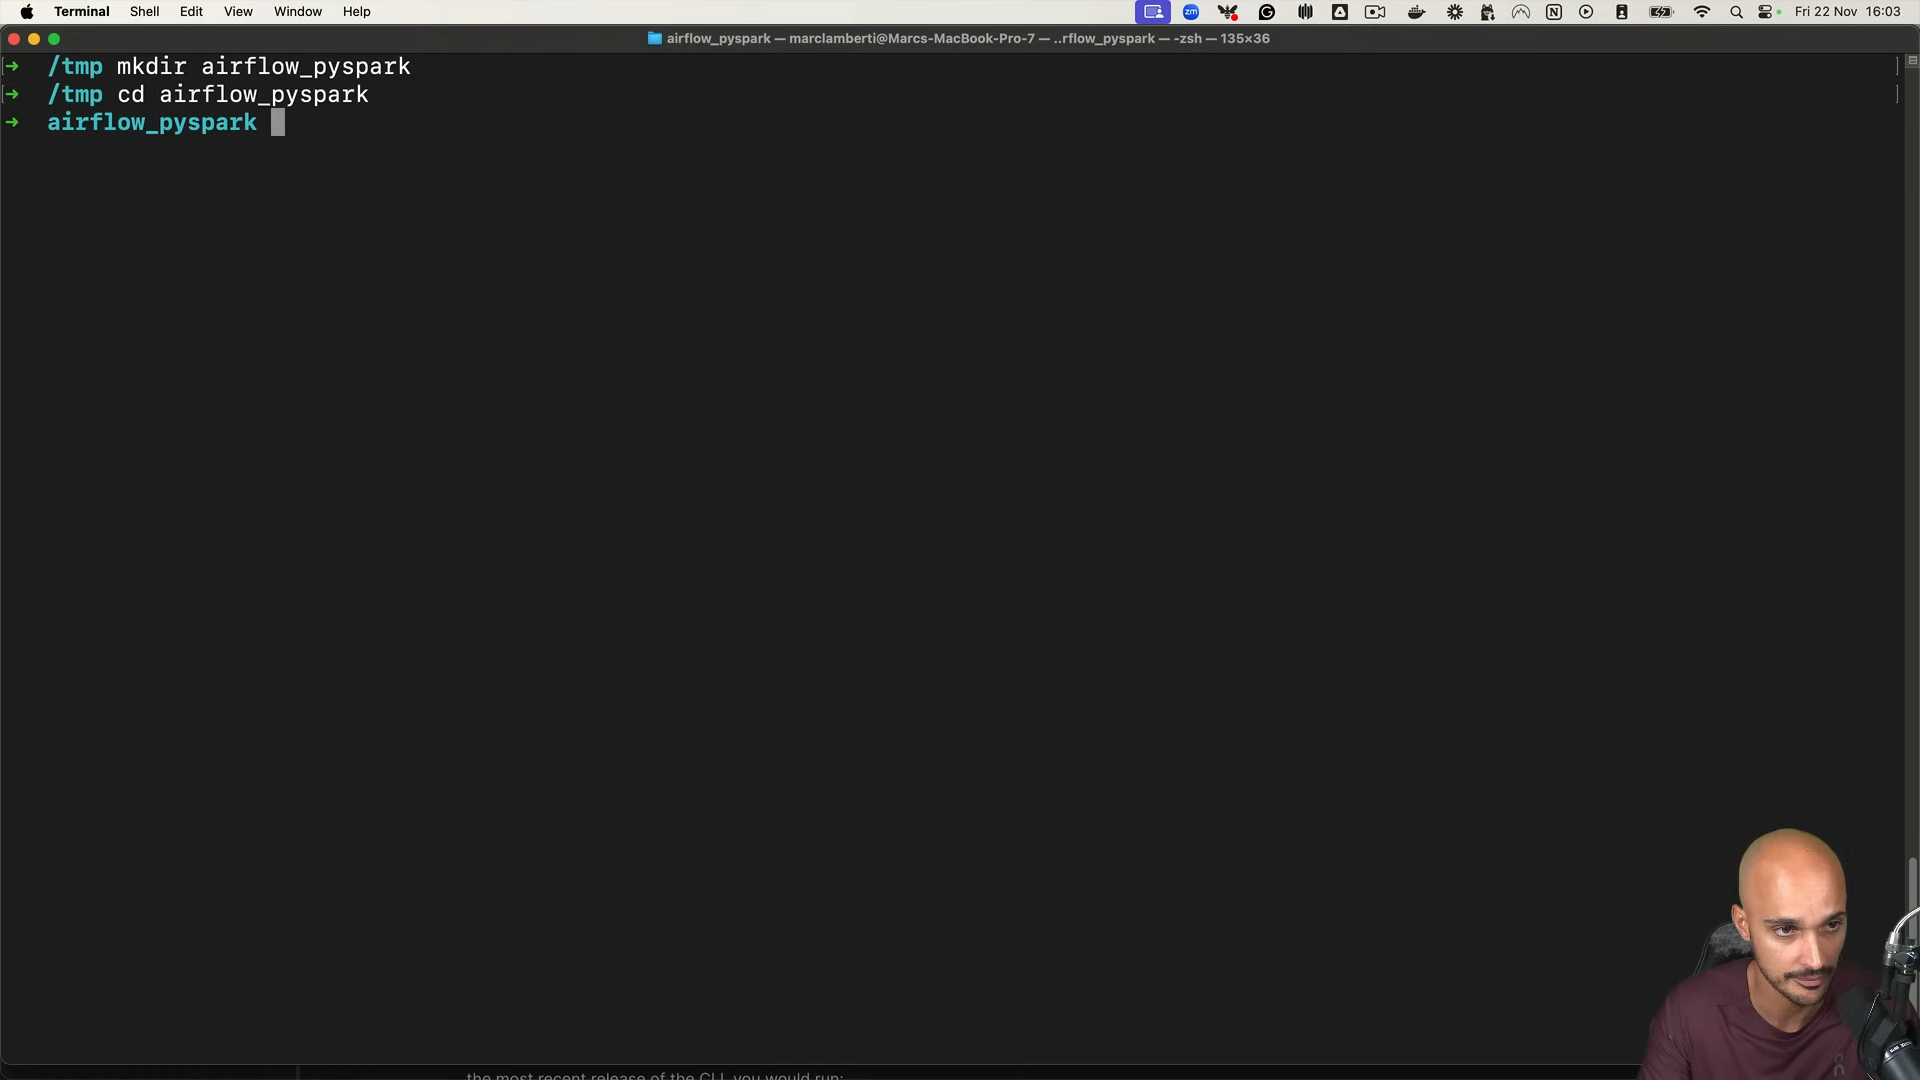 Terminal Shell Edit View Window Help zm Fri 22 Nov 16:03
airflow_pyspark — marclamberti@Marcs-MacBook-Pro-7 — ..rflow_pyspark — -zsh — 135×36
[➜ /tmp mkdir airflow_pyspark ]
[➜ /tmp cd airflow_pyspark ]
➜ airflow_pyspark
the most recent release of the CLI, you would run: